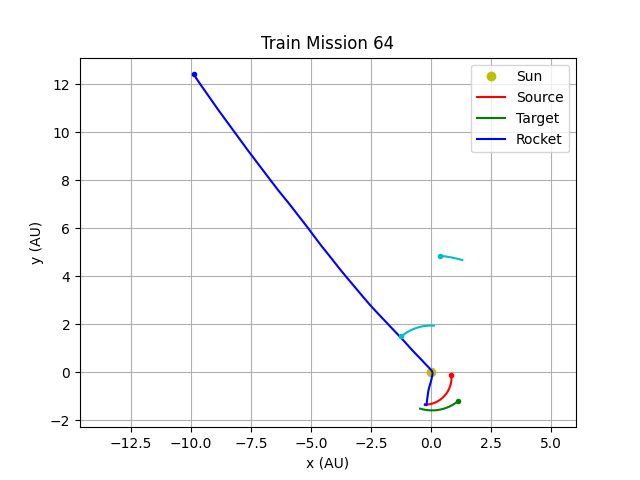 Train Mission 64
Sun
Source
Target
Rocket
12
10
8
6
4
2
0
−2
y (AU)
−12.5 −10.0 −7.5 −5.0 −2.5 0.0 2.5 5.0
x (AU)